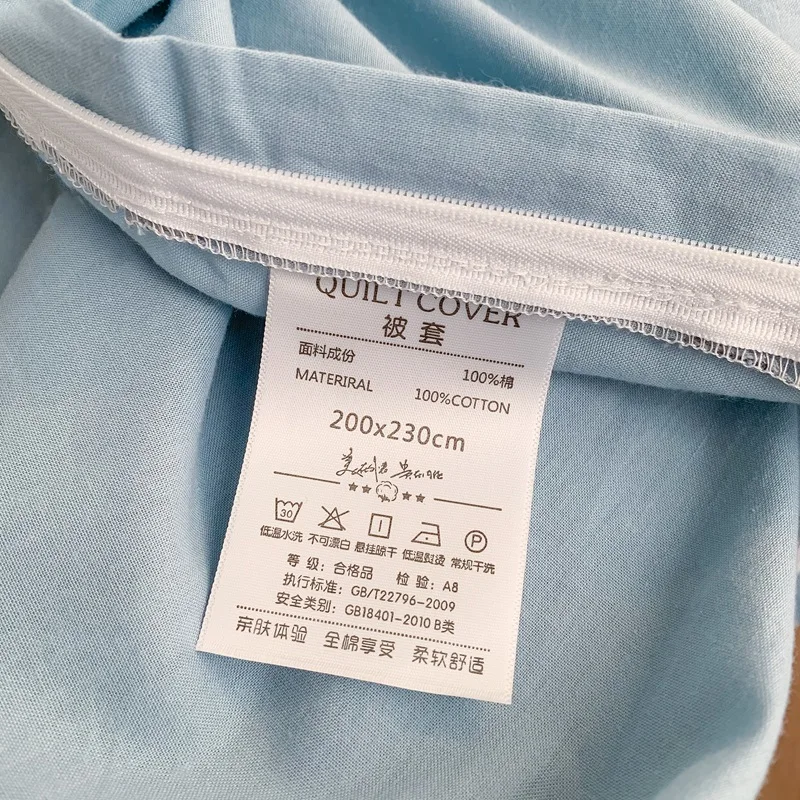 QUILT COVER
被套
面料成份 100%棉
MATERIRAL 100%COTTON
200x230cm
30 P
低温水洗 不可漂白 悬挂晾干 低温熨烫 常规干洗
等 级：合格品 检 验：A8
执行标准：GB/T22796-2009
安全类别：GB18401-2010 B类
亲肤体验 全棉享受 柔软舒适